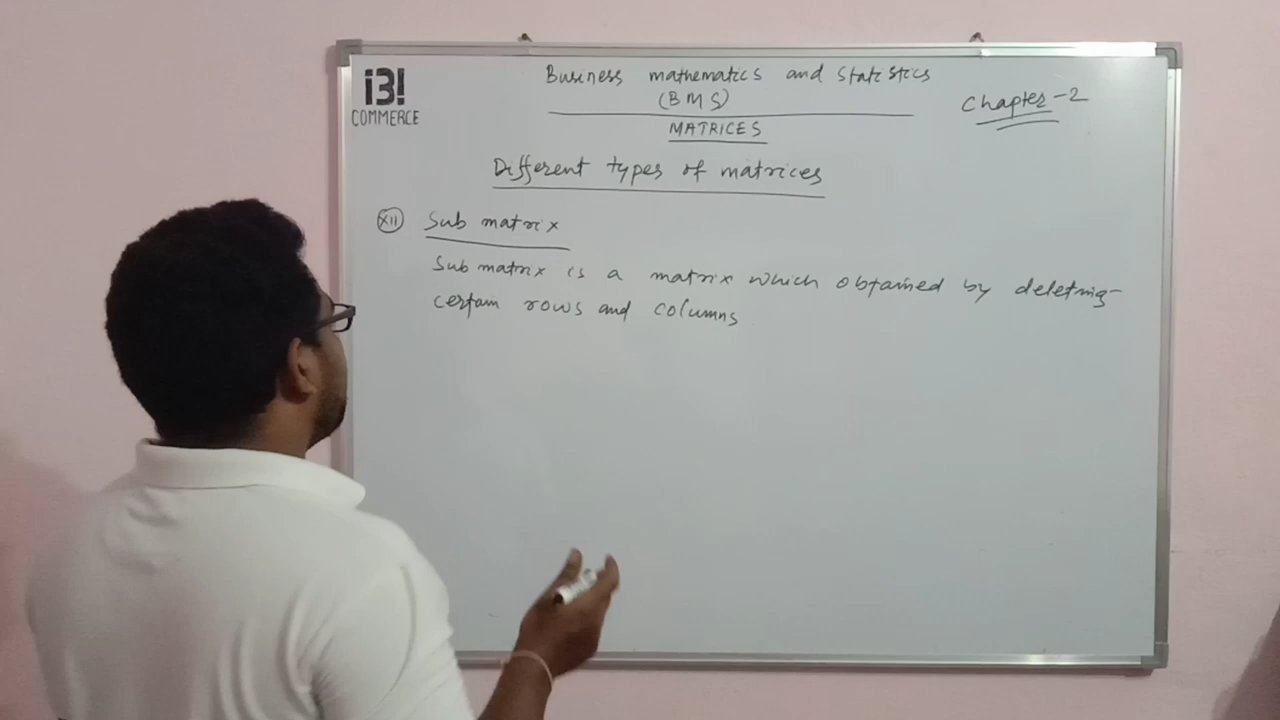 i3!
COMMERCE
Business mathematics and Statistics
(BMS)
Chapter-2
MATRICES
Different types of matrices
XII Sub matrix
Sub matrix is a matrix which obtained by deleting
certain rows and columns